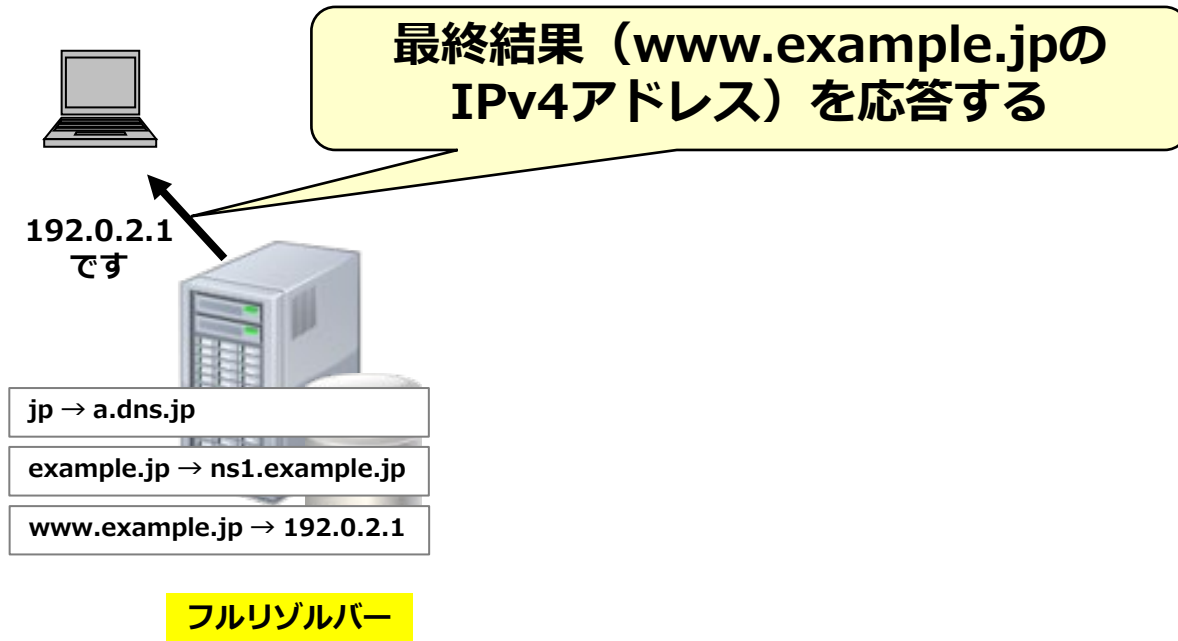 最終結果（www.example.jpの
IPv4アドレス）を応答する
192.0.2.1
です
jp → a.dns.jp
example.jp → ns1.example.jp
www.example.jp → 192.0.2.1
フルリゾルバー